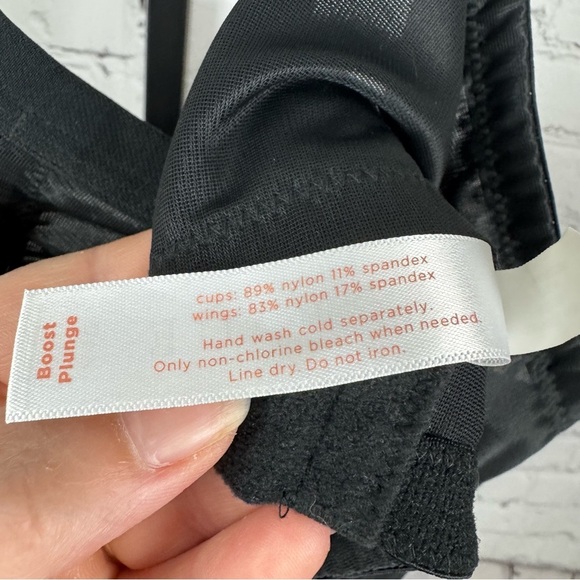 Boost
Plunge
cups: 89% nylon 11% spandex
wings: 83% nylon 17% spandex
Hand wash cold separately.
Only non-chlorine bleach when needed.
Line dry. Do not iron.